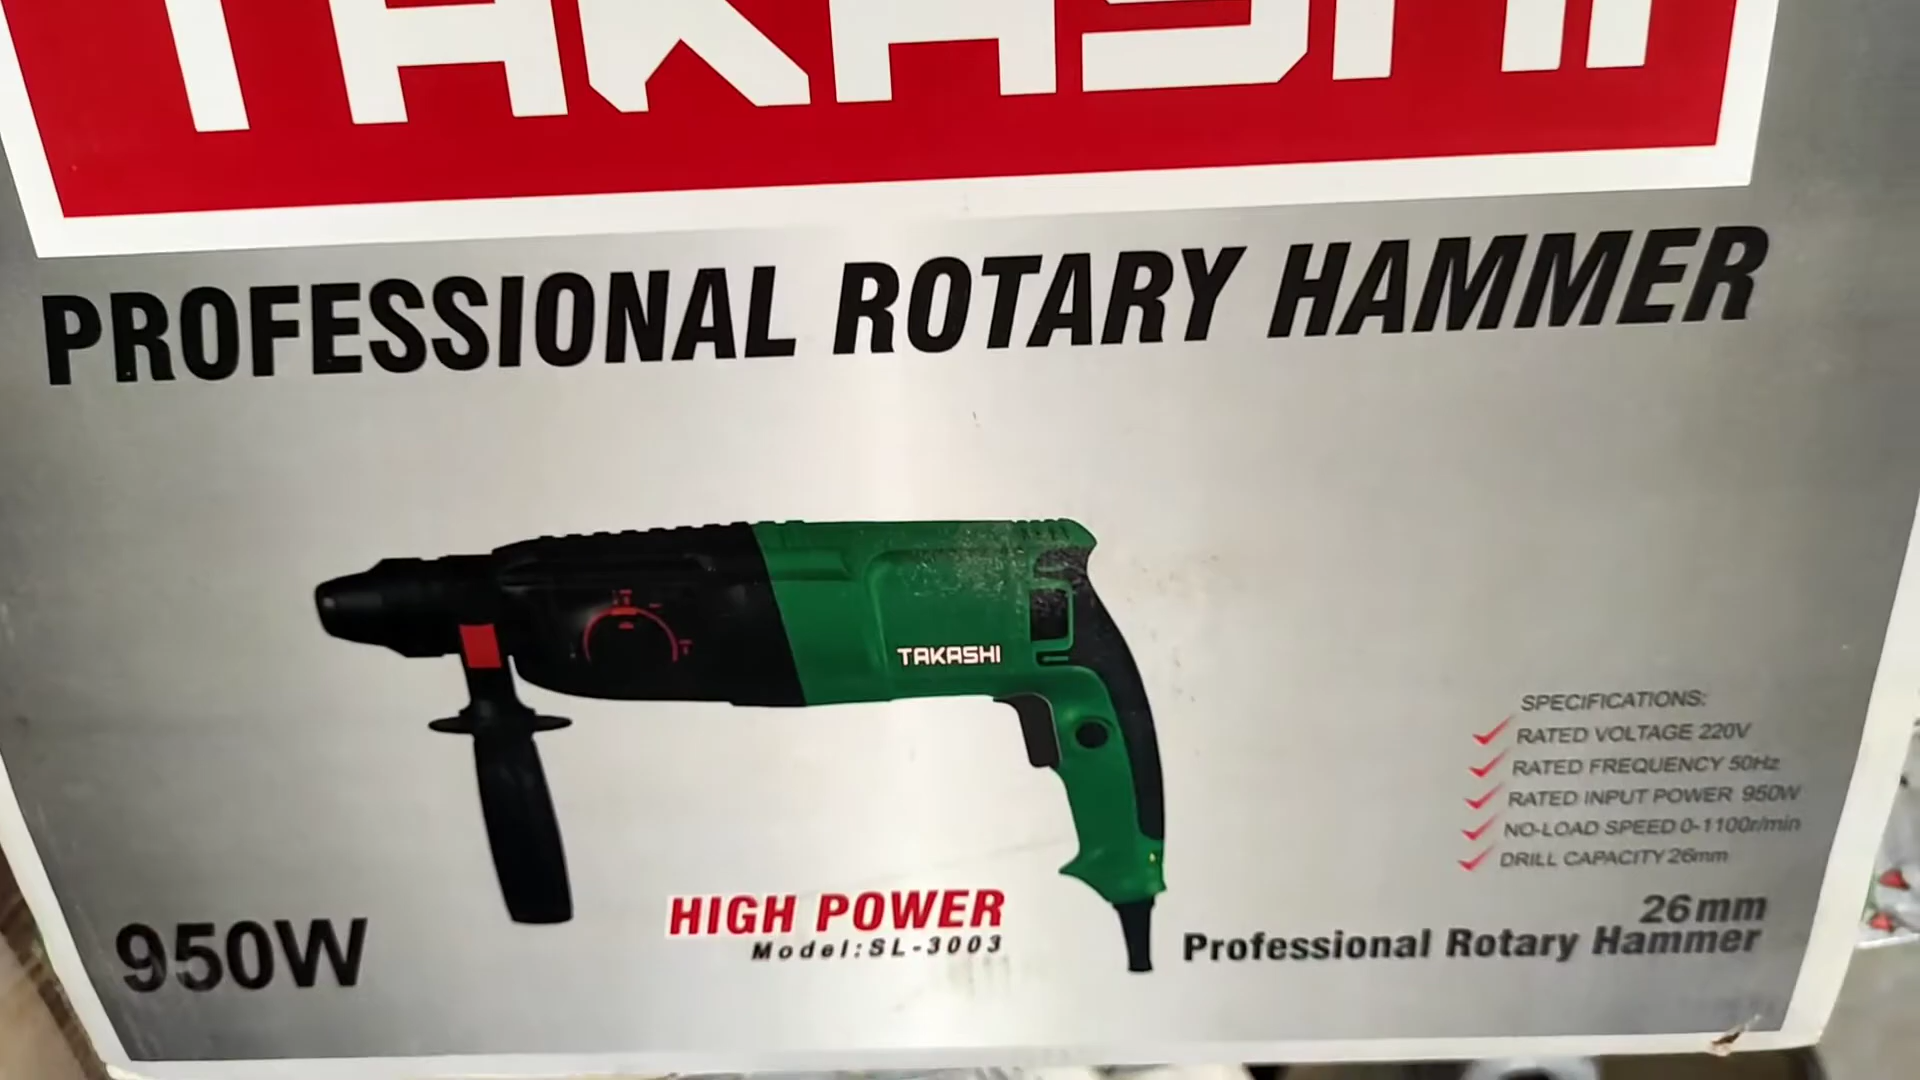 TAKASHI
PROFESSIONAL ROTARY HAMMER
TAKASHI
SPECIFICATIONS:
RATED VOLTAGE 220V
RATED FREQUENCY 50Hz
RATED INPUT POWER 950W
NO-LOAD SPEED 0-1100r/min
DRILL CAPACITY 26mm
950W
HIGH POWER
Model:SL-3003
26mm
Professional Rotary Hammer